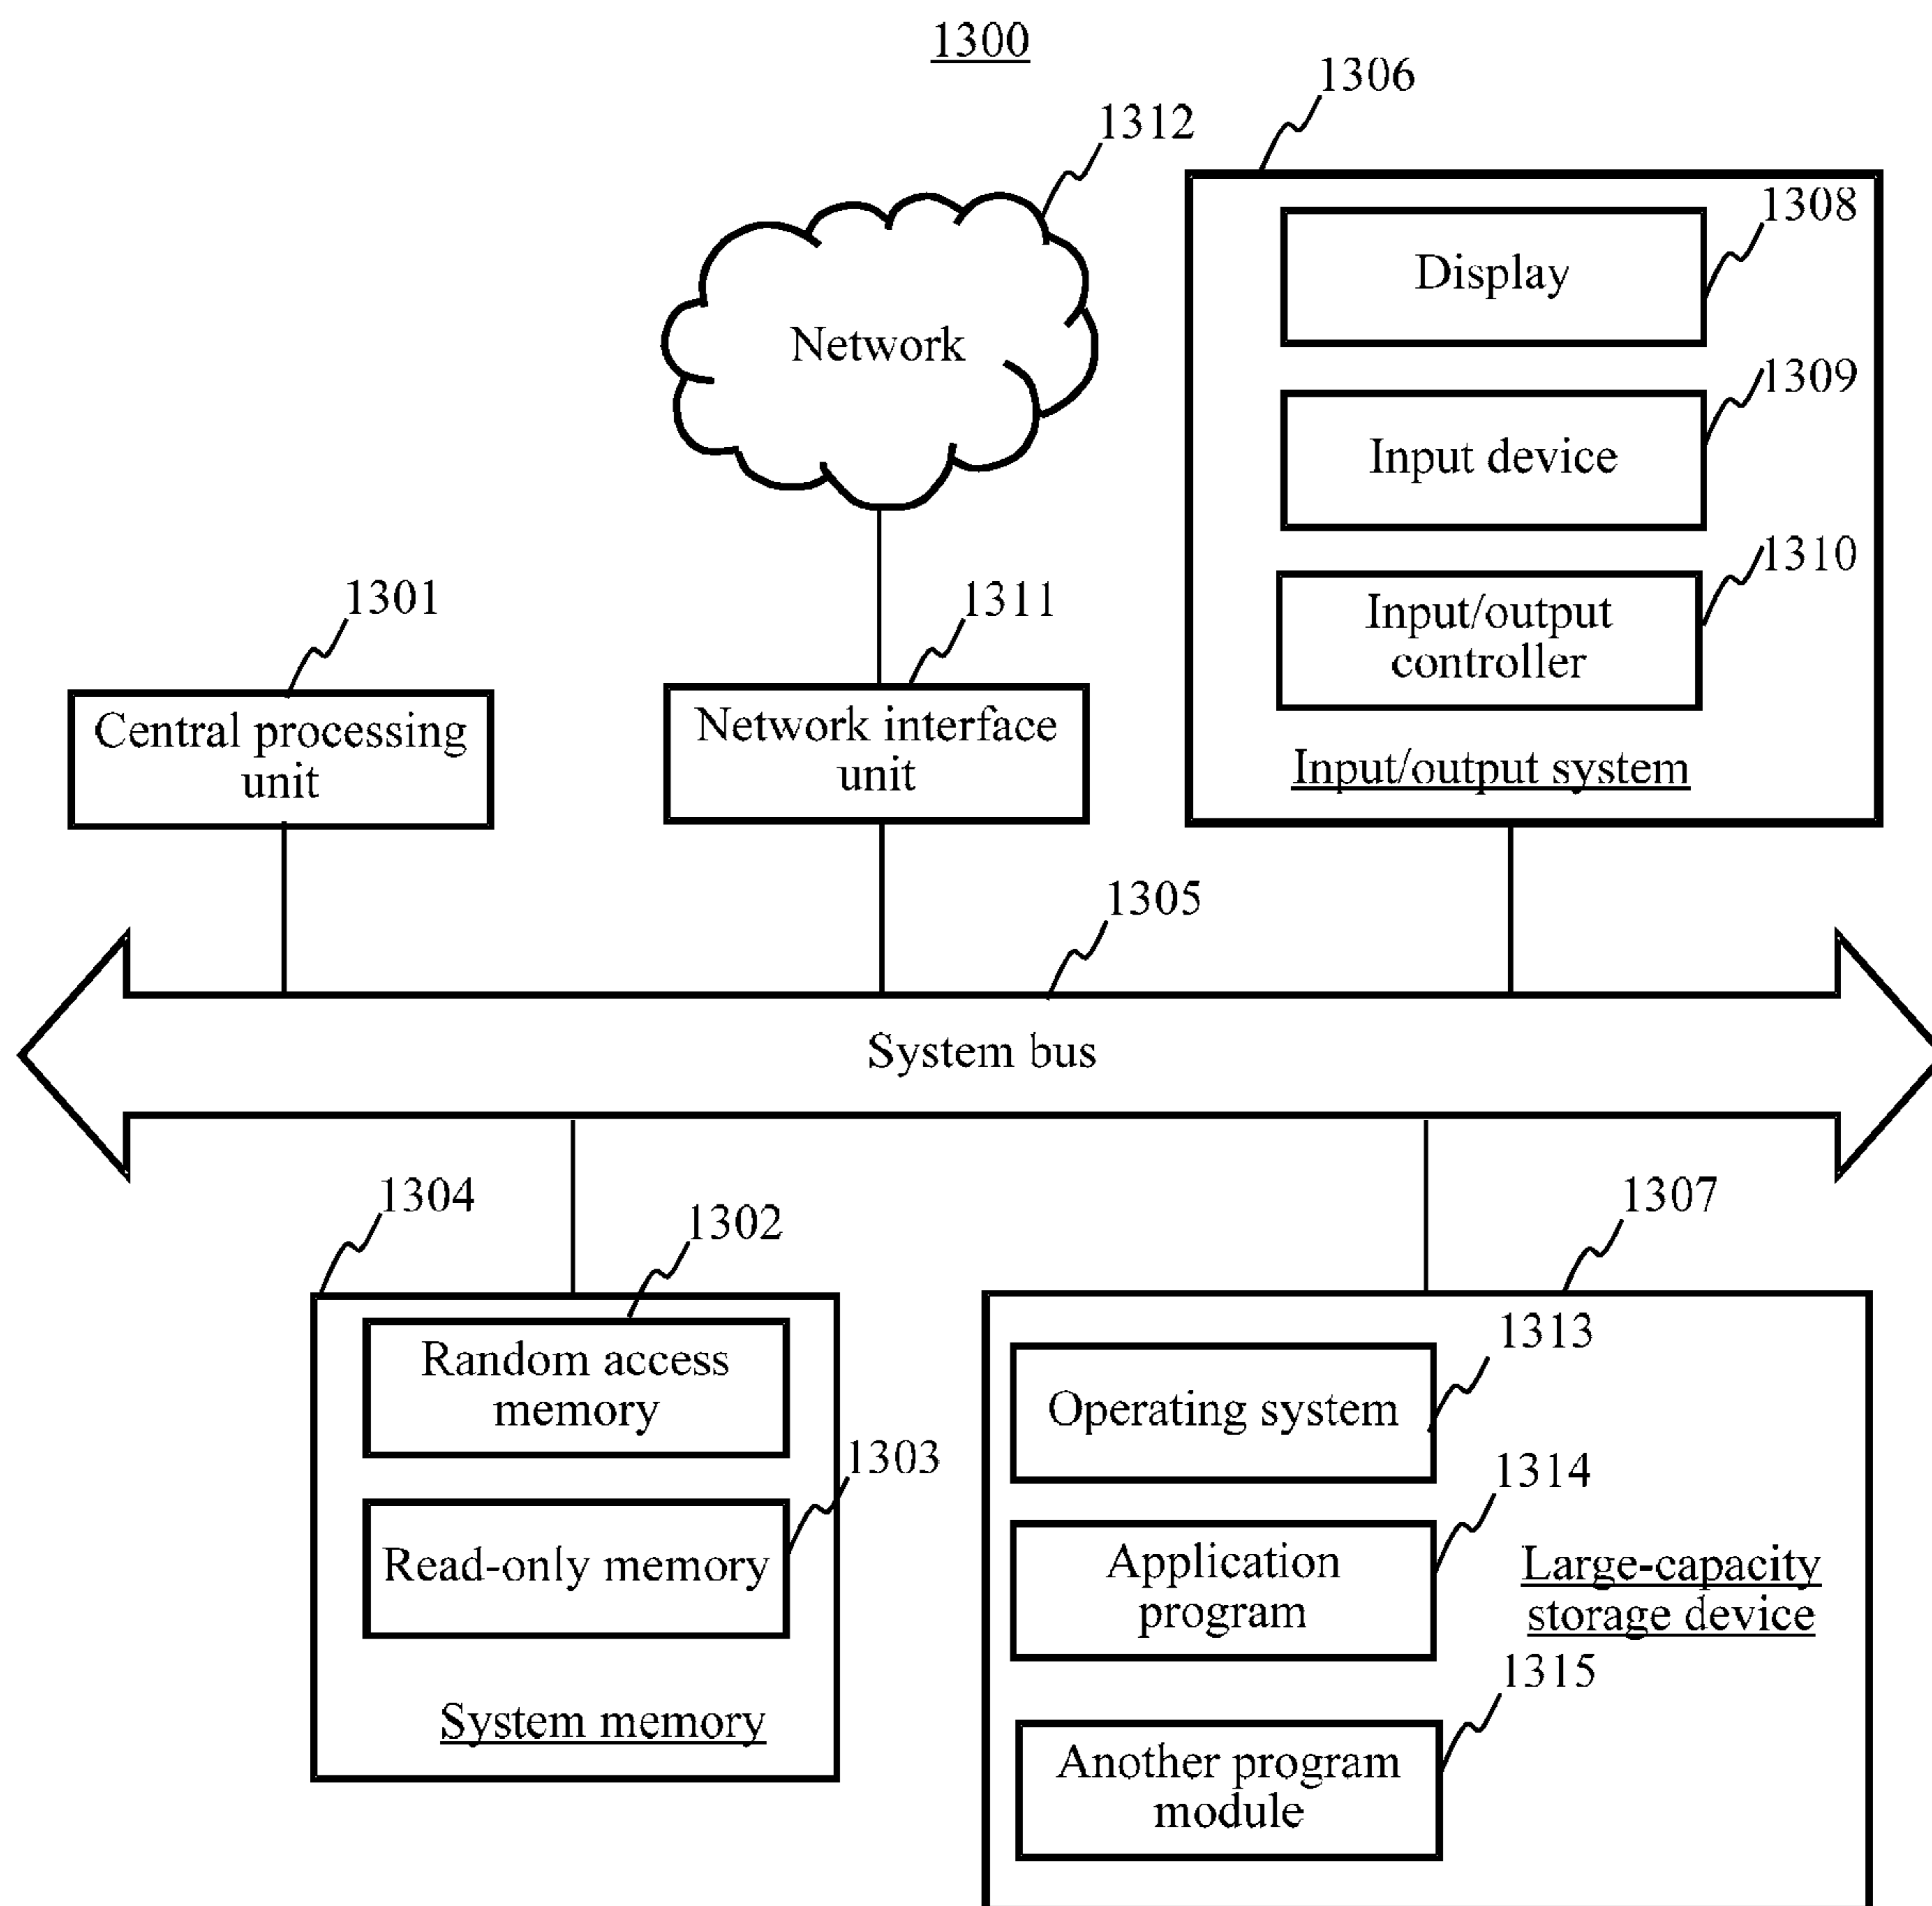 1300
1306
1312
1308
Display
Network
1309
Input device
1310
Input/output
controller
Input/output system
1301
Central processing
unit
1311
Network interface
unit
1305
System bus
1304
1302
Random access
memory
1303
Read-only memory
System memory
1307
1313
Operating system
1314
Application
program
Large-capacity
storage device
1315
Another program
module